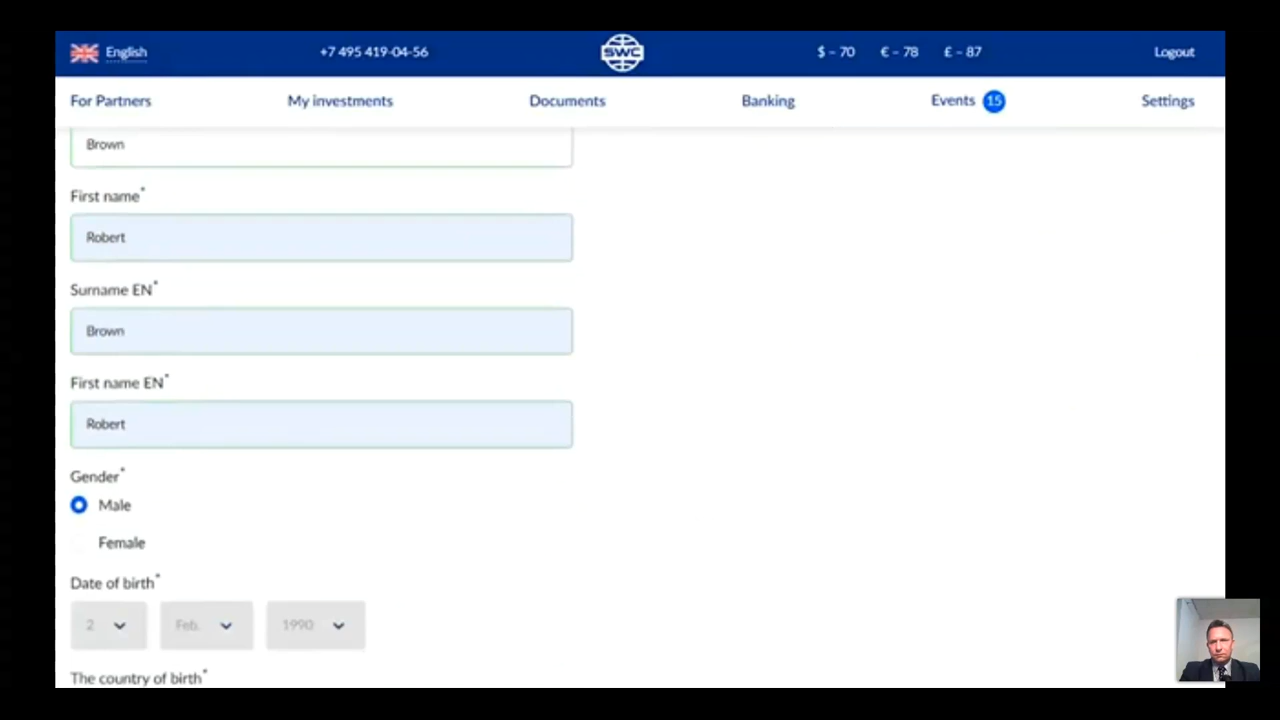 English
+7 495 419-04-56
SWC
$ – 70 € – 78 £ – 87
Logout
For Partners
My investments
Documents
Banking
Events 15
Settings
Brown
First name*
Robert
Surname EN*
Brown
First name EN*
Robert
Gender*
Male
Female
Date of birth*
2 Feb. 1990
The country of birth*